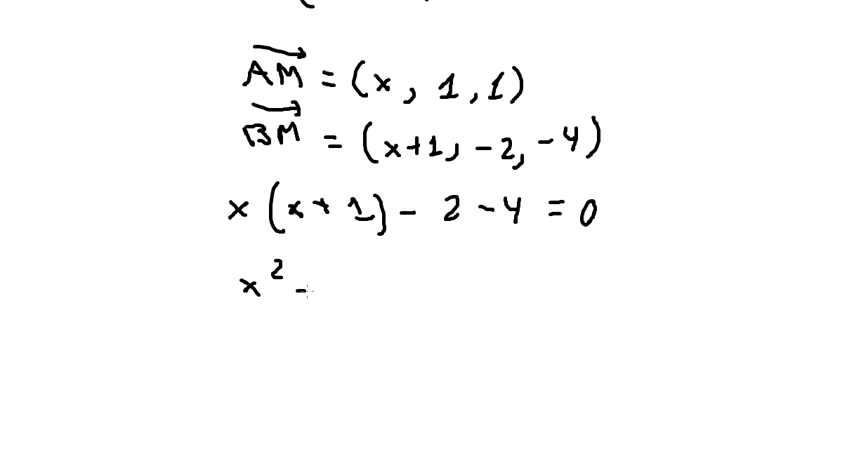 AM = (x, 1, 1)
BM = (x+1, -2, -4)
x(x+1) - 2 - 4 = 0
x² -